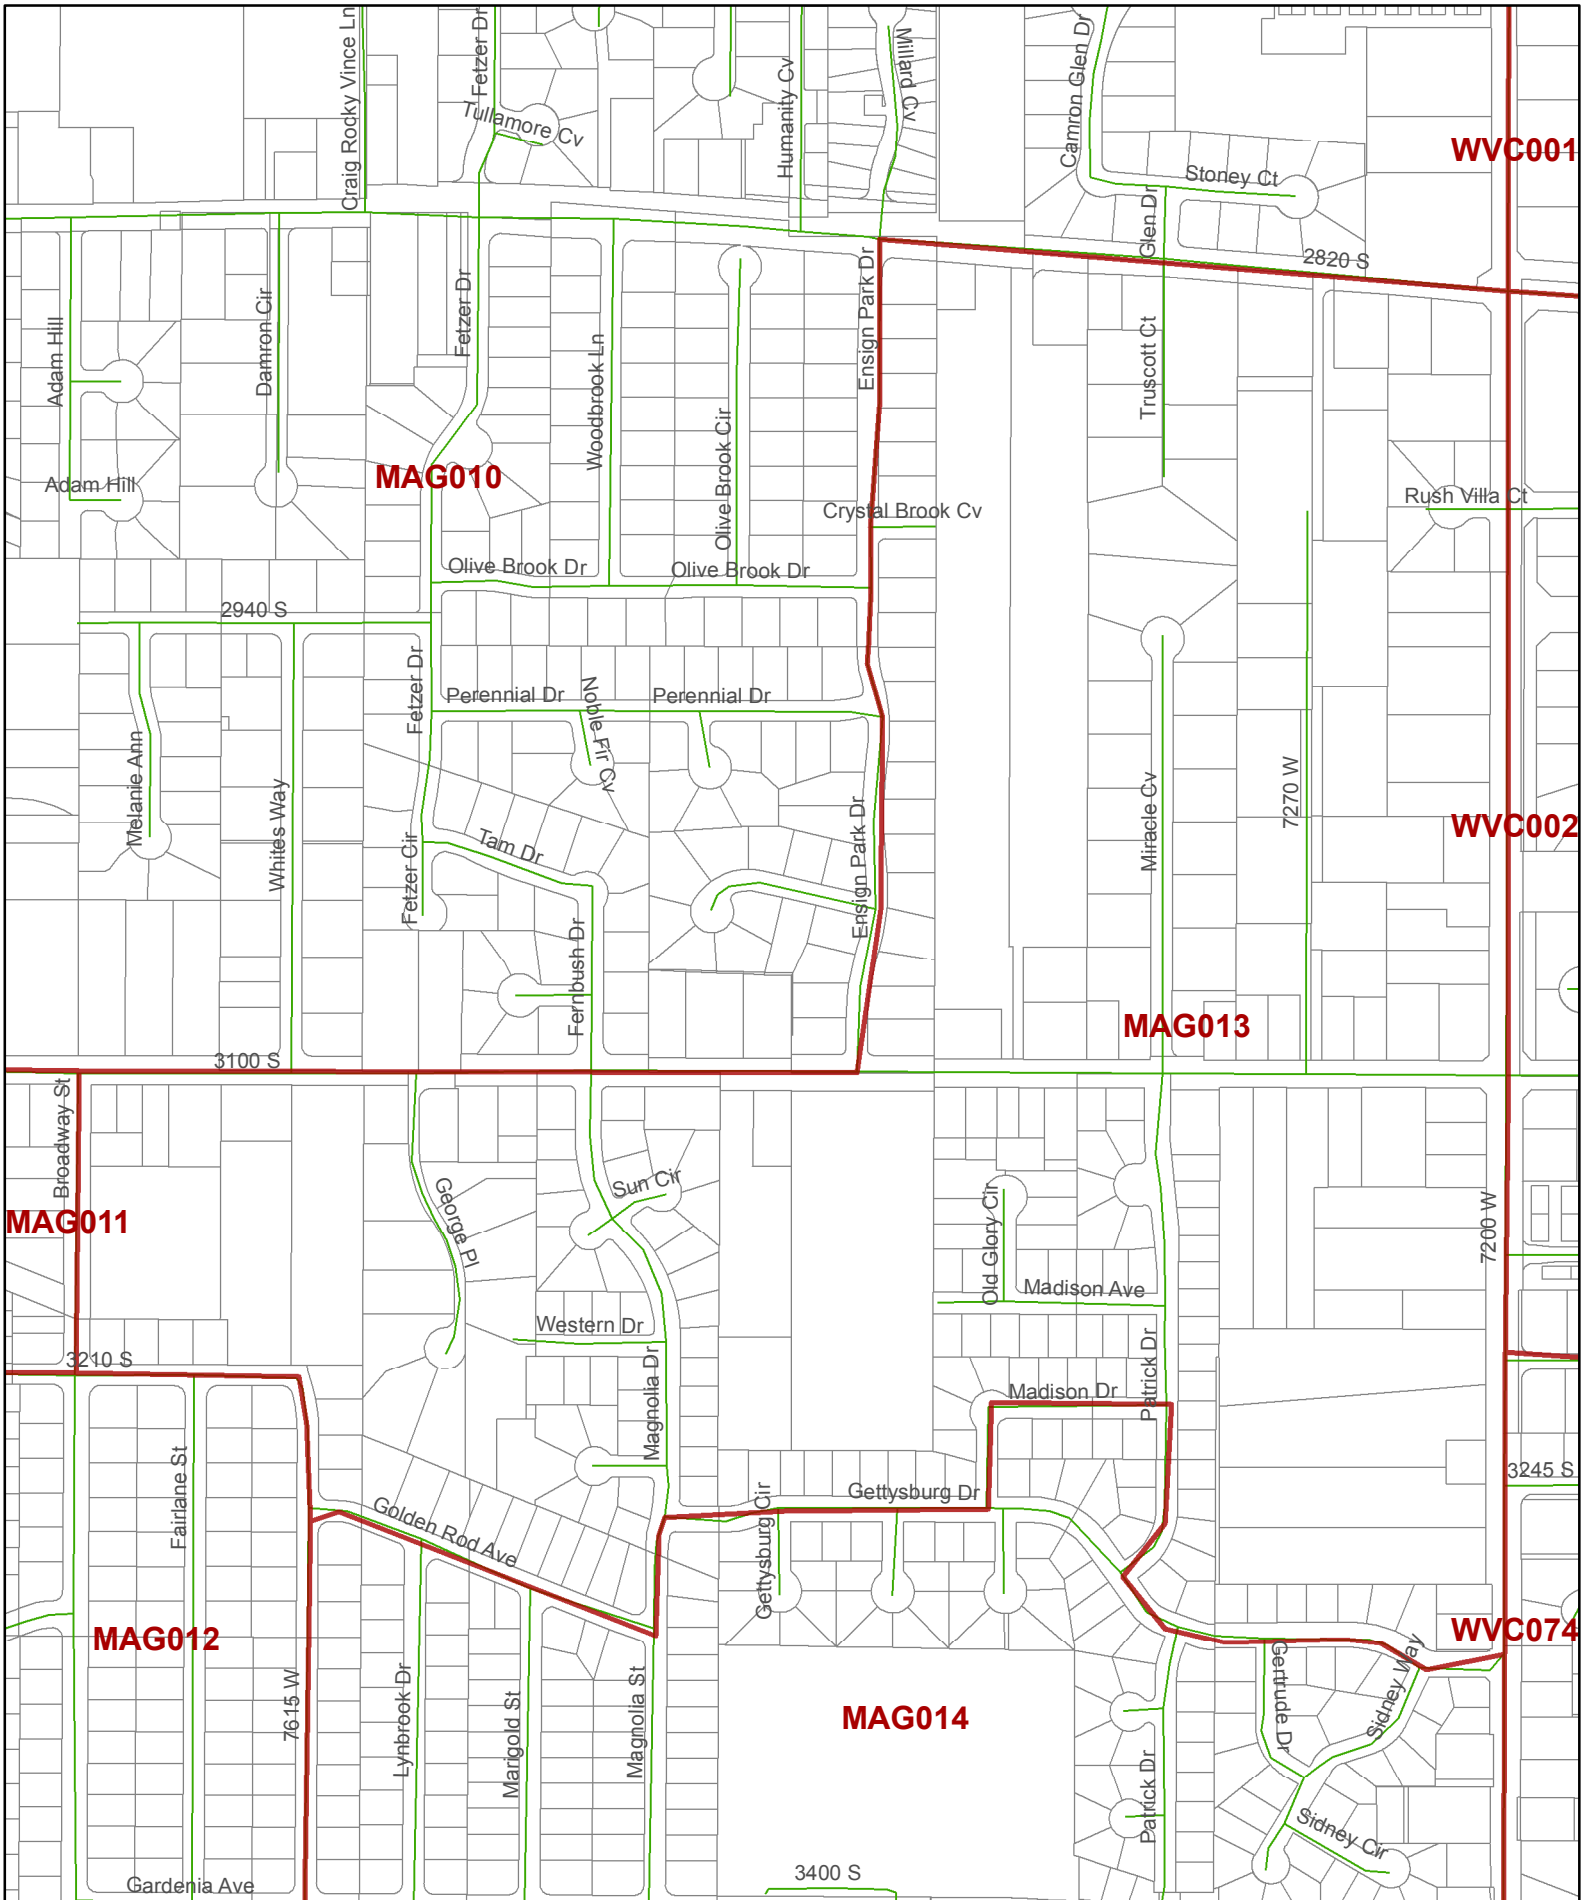 Craig Rocky Vince Ln
Fetzer Dr
Tullamore Cv
Humanity Cv
Millard Cv
Camron Glen Dr
WVC001
Stoney Ct
Glen Dr
2820 S
Adam Hill
Damron Cir
Fetzer Dr
Woodbrook Ln
Olive Brook Cir
Ensign Park Dr
Truscott Ct
MAG010
Adam Hill
Crystal Brook Cv
Rush Villa Ct
Olive Brook Dr
Olive Brook Dr
2940 S
Fetzer Dr
Perennial Dr
Noble Fir Cv
Perennial Dr
Melanie Ann
Whites Way
Fetzer Cir
Tam Dr
Ensign Park Dr
Miracle Cv
7270 W
WVC002
Fernbush Dr
MAG013
3100 S
Broadway St
George Pl
Sun Cir
Old Glory Cir
7200 W
MAG011
Madison Ave
Western Dr
3210 S
Magnolia Dr
Madison Dr
Patrick Dr
Fairlane St
Golden Rod Ave
Gettysburg Cir
Gettysburg Dr
3245 S
MAG012
WVC074
7615 W
Lynbrook Dr
Marigold St
Magnolia St
MAG014
Gertrude Dr
Sidney Way
Patrick Dr
Sidney Cir
3400 S
Gardenia Ave